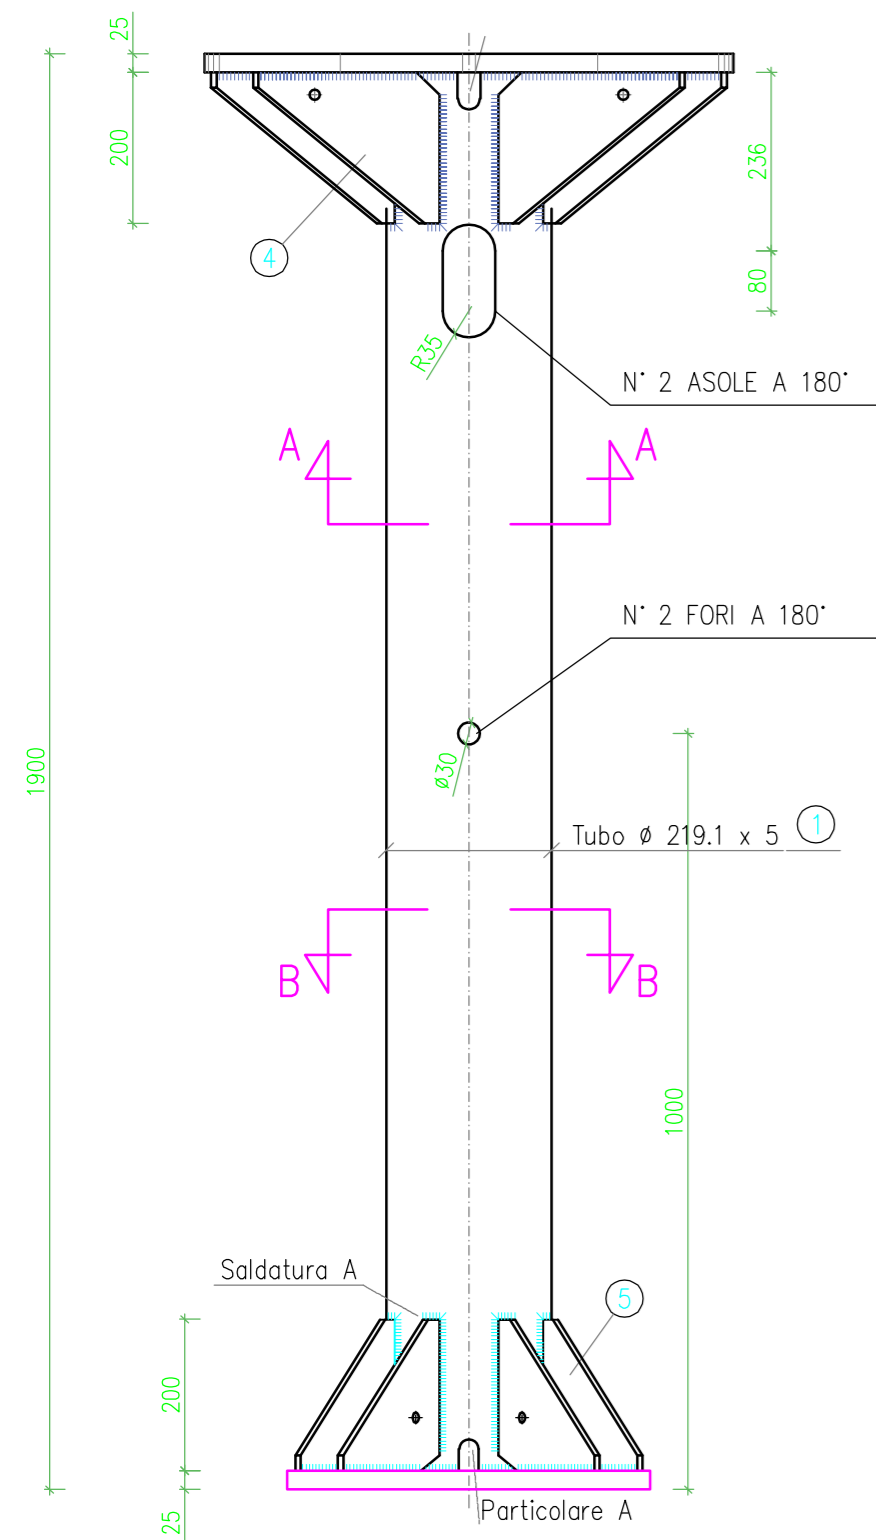 25
200
236
4
80
R35
N° 2 ASOLE A 180°
A
A
N° 2 FORI A 180°
1900
ø30
Tubo ø 219.1 x 5
1
B
B
1000
Saldatura A
5
200
Particolare A
25